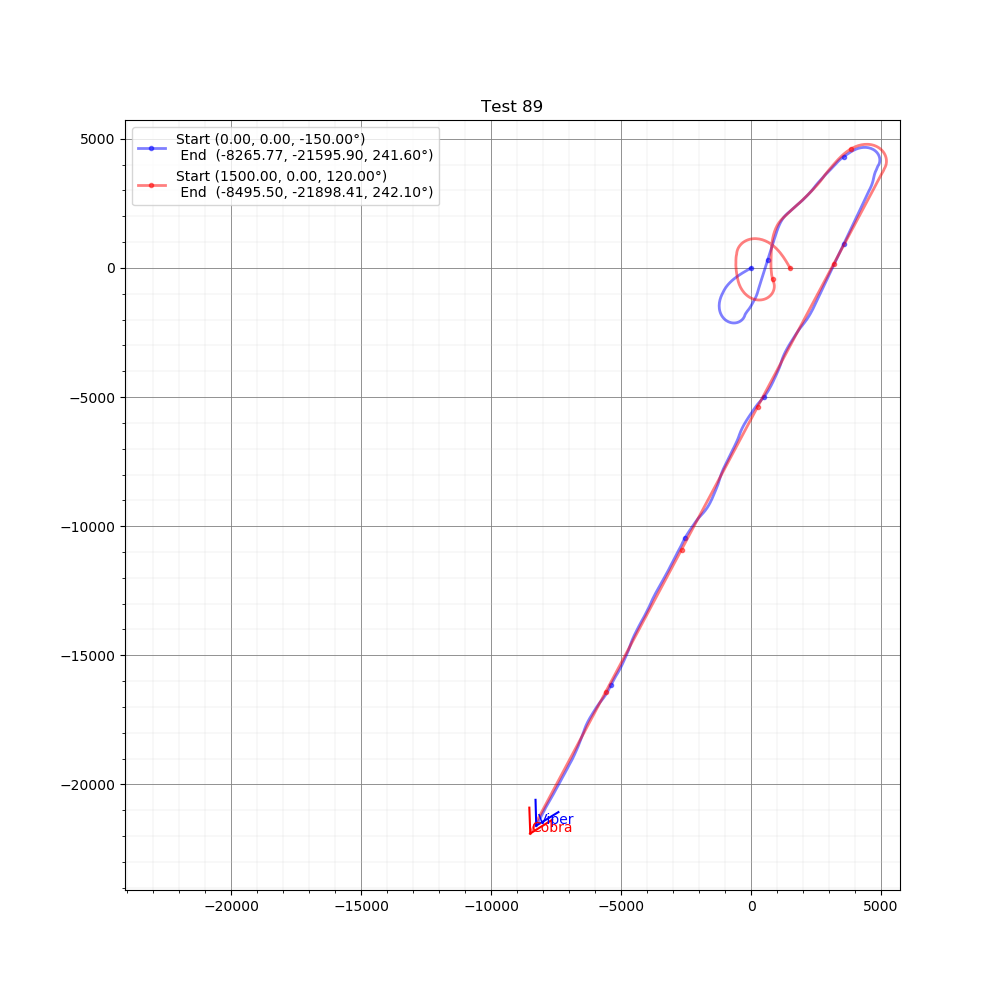 Test 89
Start (0.00, 0.00, -150.00°)
End (-8265.77, -21595.90, 241.60°)
Start (1500.00, 0.00, 120.00°)
End (-8495.50, -21898.41, 242.10°)
5000
0
−5000
−10000
−15000
−20000
Viper
Cobra
−20000
−15000
−10000
−5000
0
5000